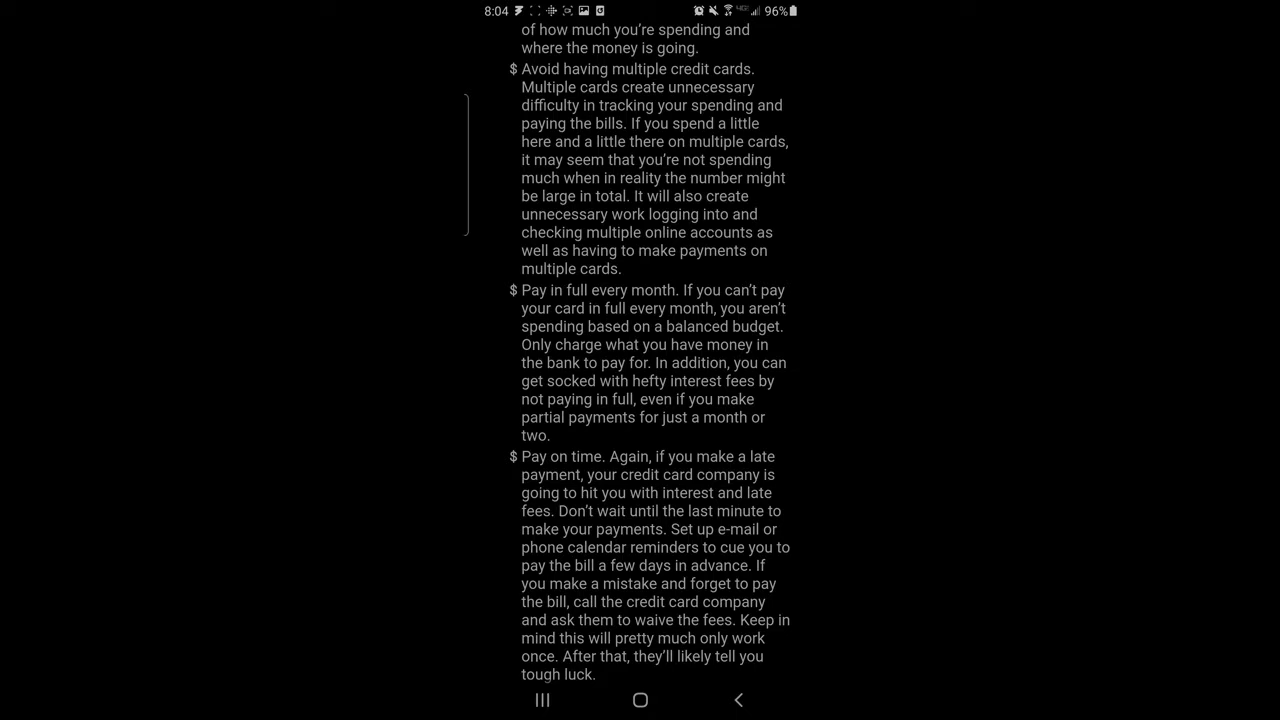 8:04
96%
of how much you're spending and
where the money is going.
$ Avoid having multiple credit cards.
Multiple cards create unnecessary
difficulty in tracking your spending and
paying the bills. If you spend a little
here and a little there on multiple cards,
it may seem that you're not spending
much when in reality the number might
be large in total. It will also create
unnecessary work logging into and
checking multiple online accounts as
well as having to make payments on
multiple cards.
$ Pay in full every month. If you can't pay
your card in full every month, you aren't
spending based on a balanced budget.
Only charge what you have money in
the bank to pay for. In addition, you can
get socked with hefty interest fees by
not paying in full, even if you make
partial payments for just a month or
two.
$ Pay on time. Again, if you make a late
payment, your credit card company is
going to hit you with interest and late
fees. Don't wait until the last minute to
make your payments. Set up e-mail or
phone calendar reminders to cue you to
pay the bill a few days in advance. If
you make a mistake and forget to pay
the bill, call the credit card company
and ask them to waive the fees. Keep in
mind this will pretty much only work
once. After that, they'll likely tell you
tough luck.